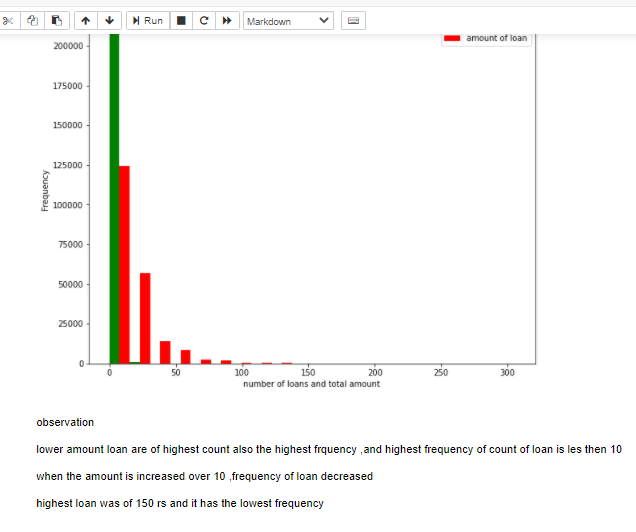 Run
Markdown
amount of loan
200000
175000
150000
125000
100000
75000
50000
25000
0
Frequency
0 50 100 150 200 250 300
number of loans and total amount
observation
lower amount loan are of highest count also the highest frquency ,and highest frequency of count of loan is les then 10
when the amount is increased over 10 ,frequency of loan decreased
highest loan was of 150 rs and it has the lowest frequency